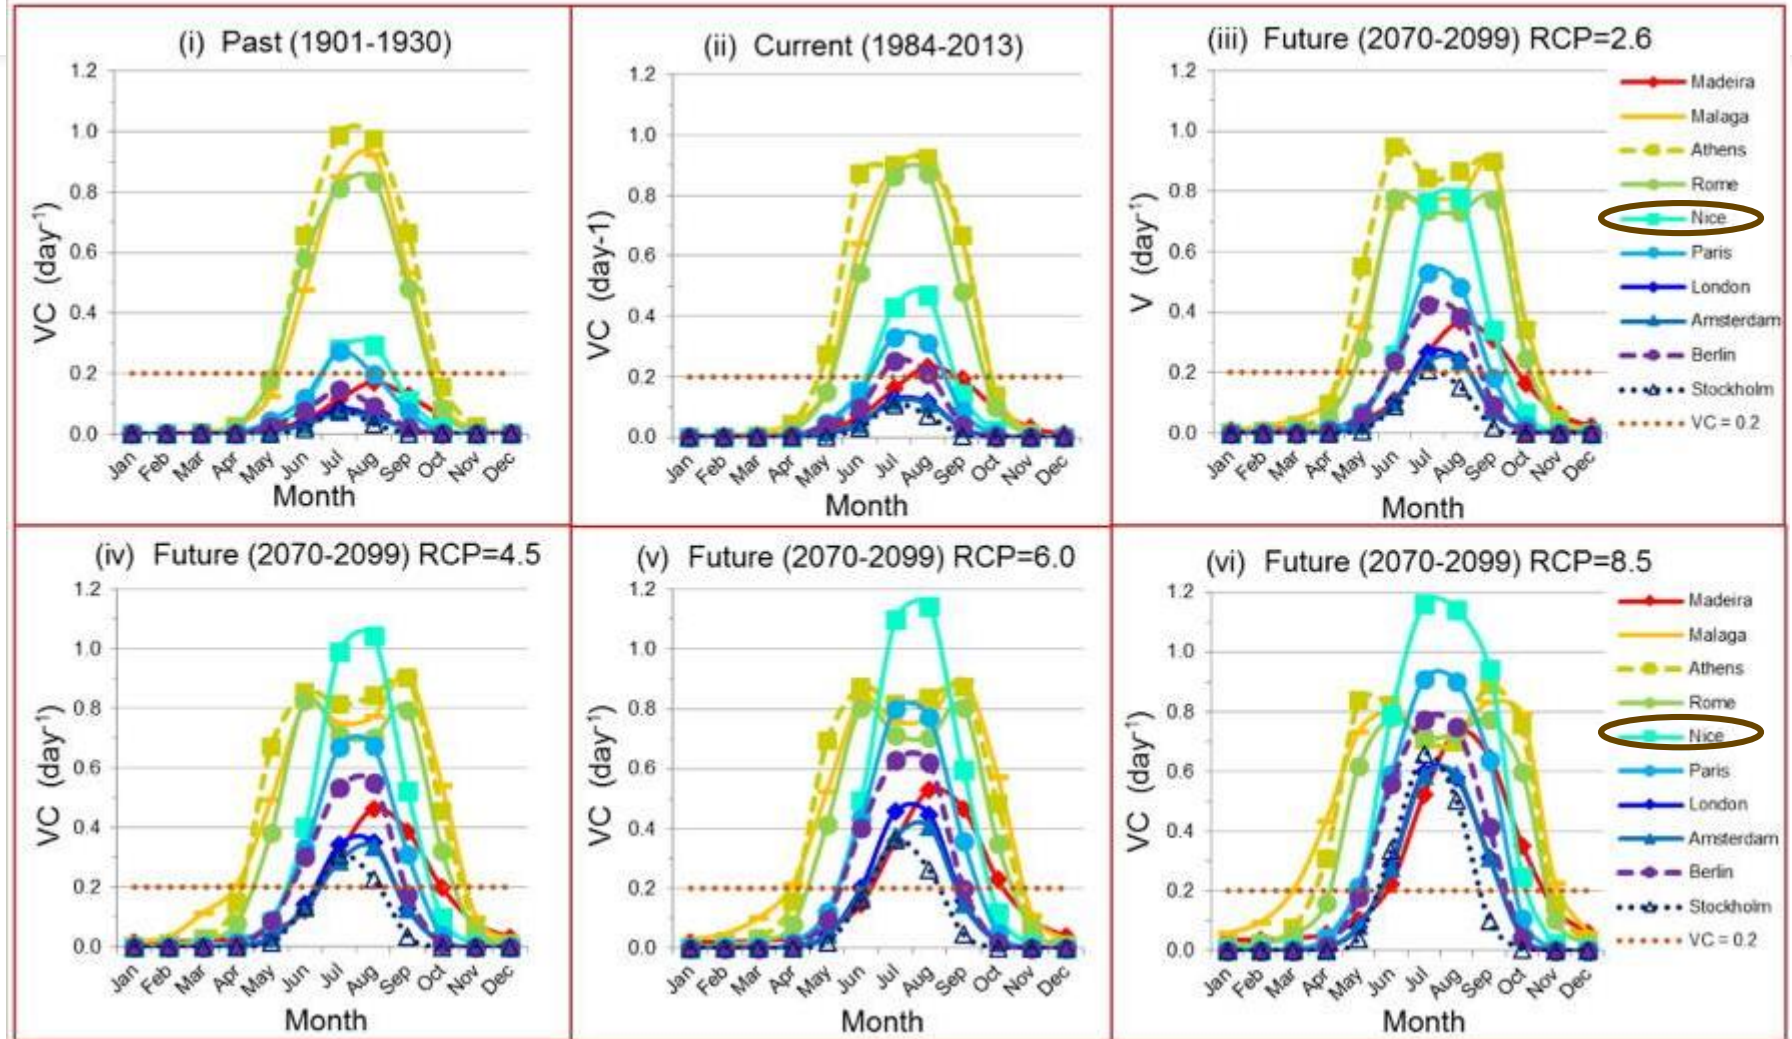 (i) Past (1901-1930)
1.2
1.0
0.8
0.6
0.4
0.2
0.0
VC (day⁻¹)
Jan Feb Mar Apr May Jun Jul Aug Sep Oct Nov Dec
Month
(ii) Current (1984-2013)
1.2
1.0
0.8
0.6
0.4
0.2
0.0
VC (day-1)
Jan Feb Mar Apr May Jun Jul Aug Sep Oct Nov Dec
Month
(iii) Future (2070-2099) RCP=2.6
1.2
1.0
0.8
0.6
0.4
0.2
0.0
V (day⁻¹)
Jan Feb Mar Apr May Jun Jul Aug Sep Oct Nov Dec
Month
Madeira
Malaga
Athens
Rome
Nice
Paris
London
Amsterdam
Berlin
Stockholm
VC = 0.2
(iv) Future (2070-2099) RCP=4.5
1.2
1.0
0.8
0.6
0.4
0.2
0.0
VC (day⁻¹)
Jan Feb Mar Apr May Jun Jul Aug Sep Oct Nov Dec
Month
(v) Future (2070-2099) RCP=6.0
1.2
1.0
0.8
0.6
0.4
0.2
0.0
VC (day⁻¹)
Jan Feb Mar Apr May Jun Jul Aug Sep Oct Nov Dec
Month
(vi) Future (2070-2099) RCP=8.5
1.2
1.0
0.8
0.6
0.4
0.2
0.0
VC (day⁻¹)
Jan Feb Mar Apr May Jun Jul Aug Sep Oct Nov Dec
Month
Madeira
Malaga
Athens
Rome
Nice
Paris
London
Amsterdam
Berlin
Stockholm
VC = 0.2